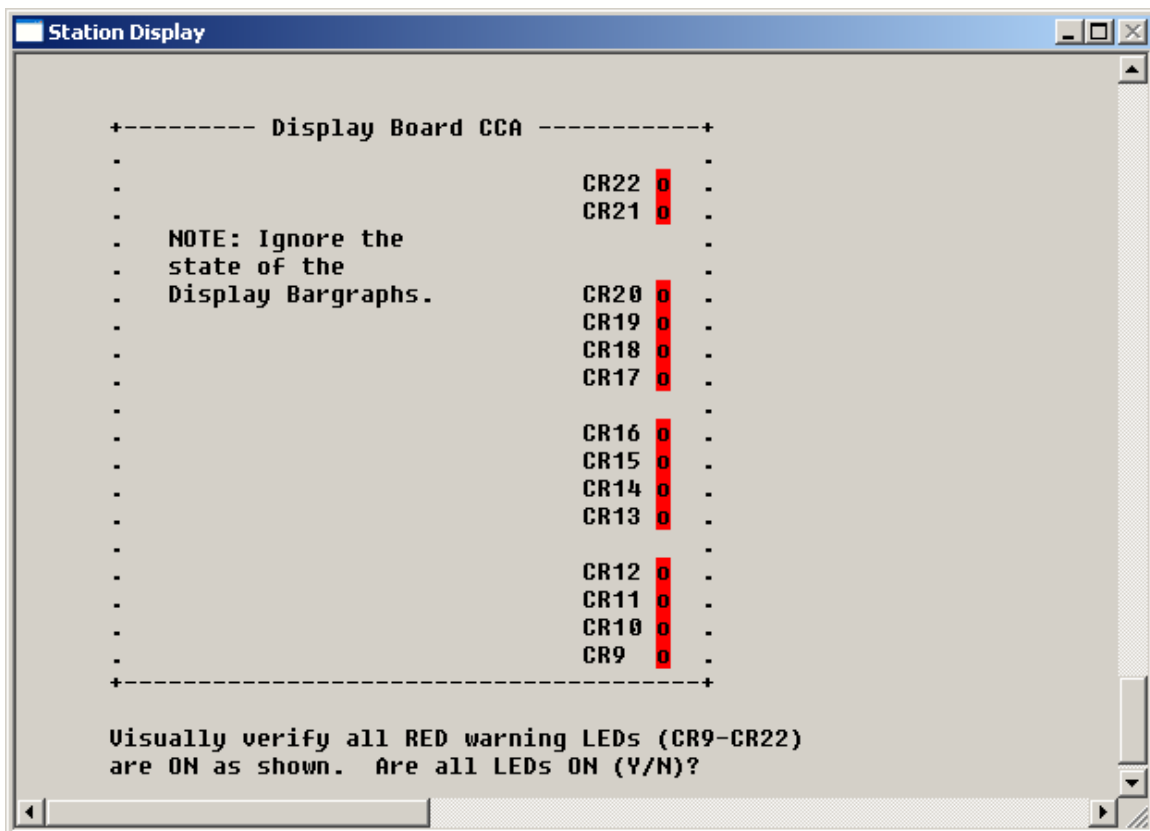 Station Display
+--------- Display Board CCA -----------+
. .
. CR22 o .
. CR21 o .
. NOTE: Ignore the .
. state of the .
. Display Bargraphs. CR20 o .
. CR19 o .
. CR18 o .
. CR17 o .
. .
. CR16 o .
. CR15 o .
. CR14 o .
. CR13 o .
. .
. CR12 o .
. CR11 o .
. CR10 o .
. CR9 o .
+---------------------------------------+
Visually verify all RED warning LEDs (CR9-CR22)
are ON as shown. Are all LEDs ON (Y/N)?